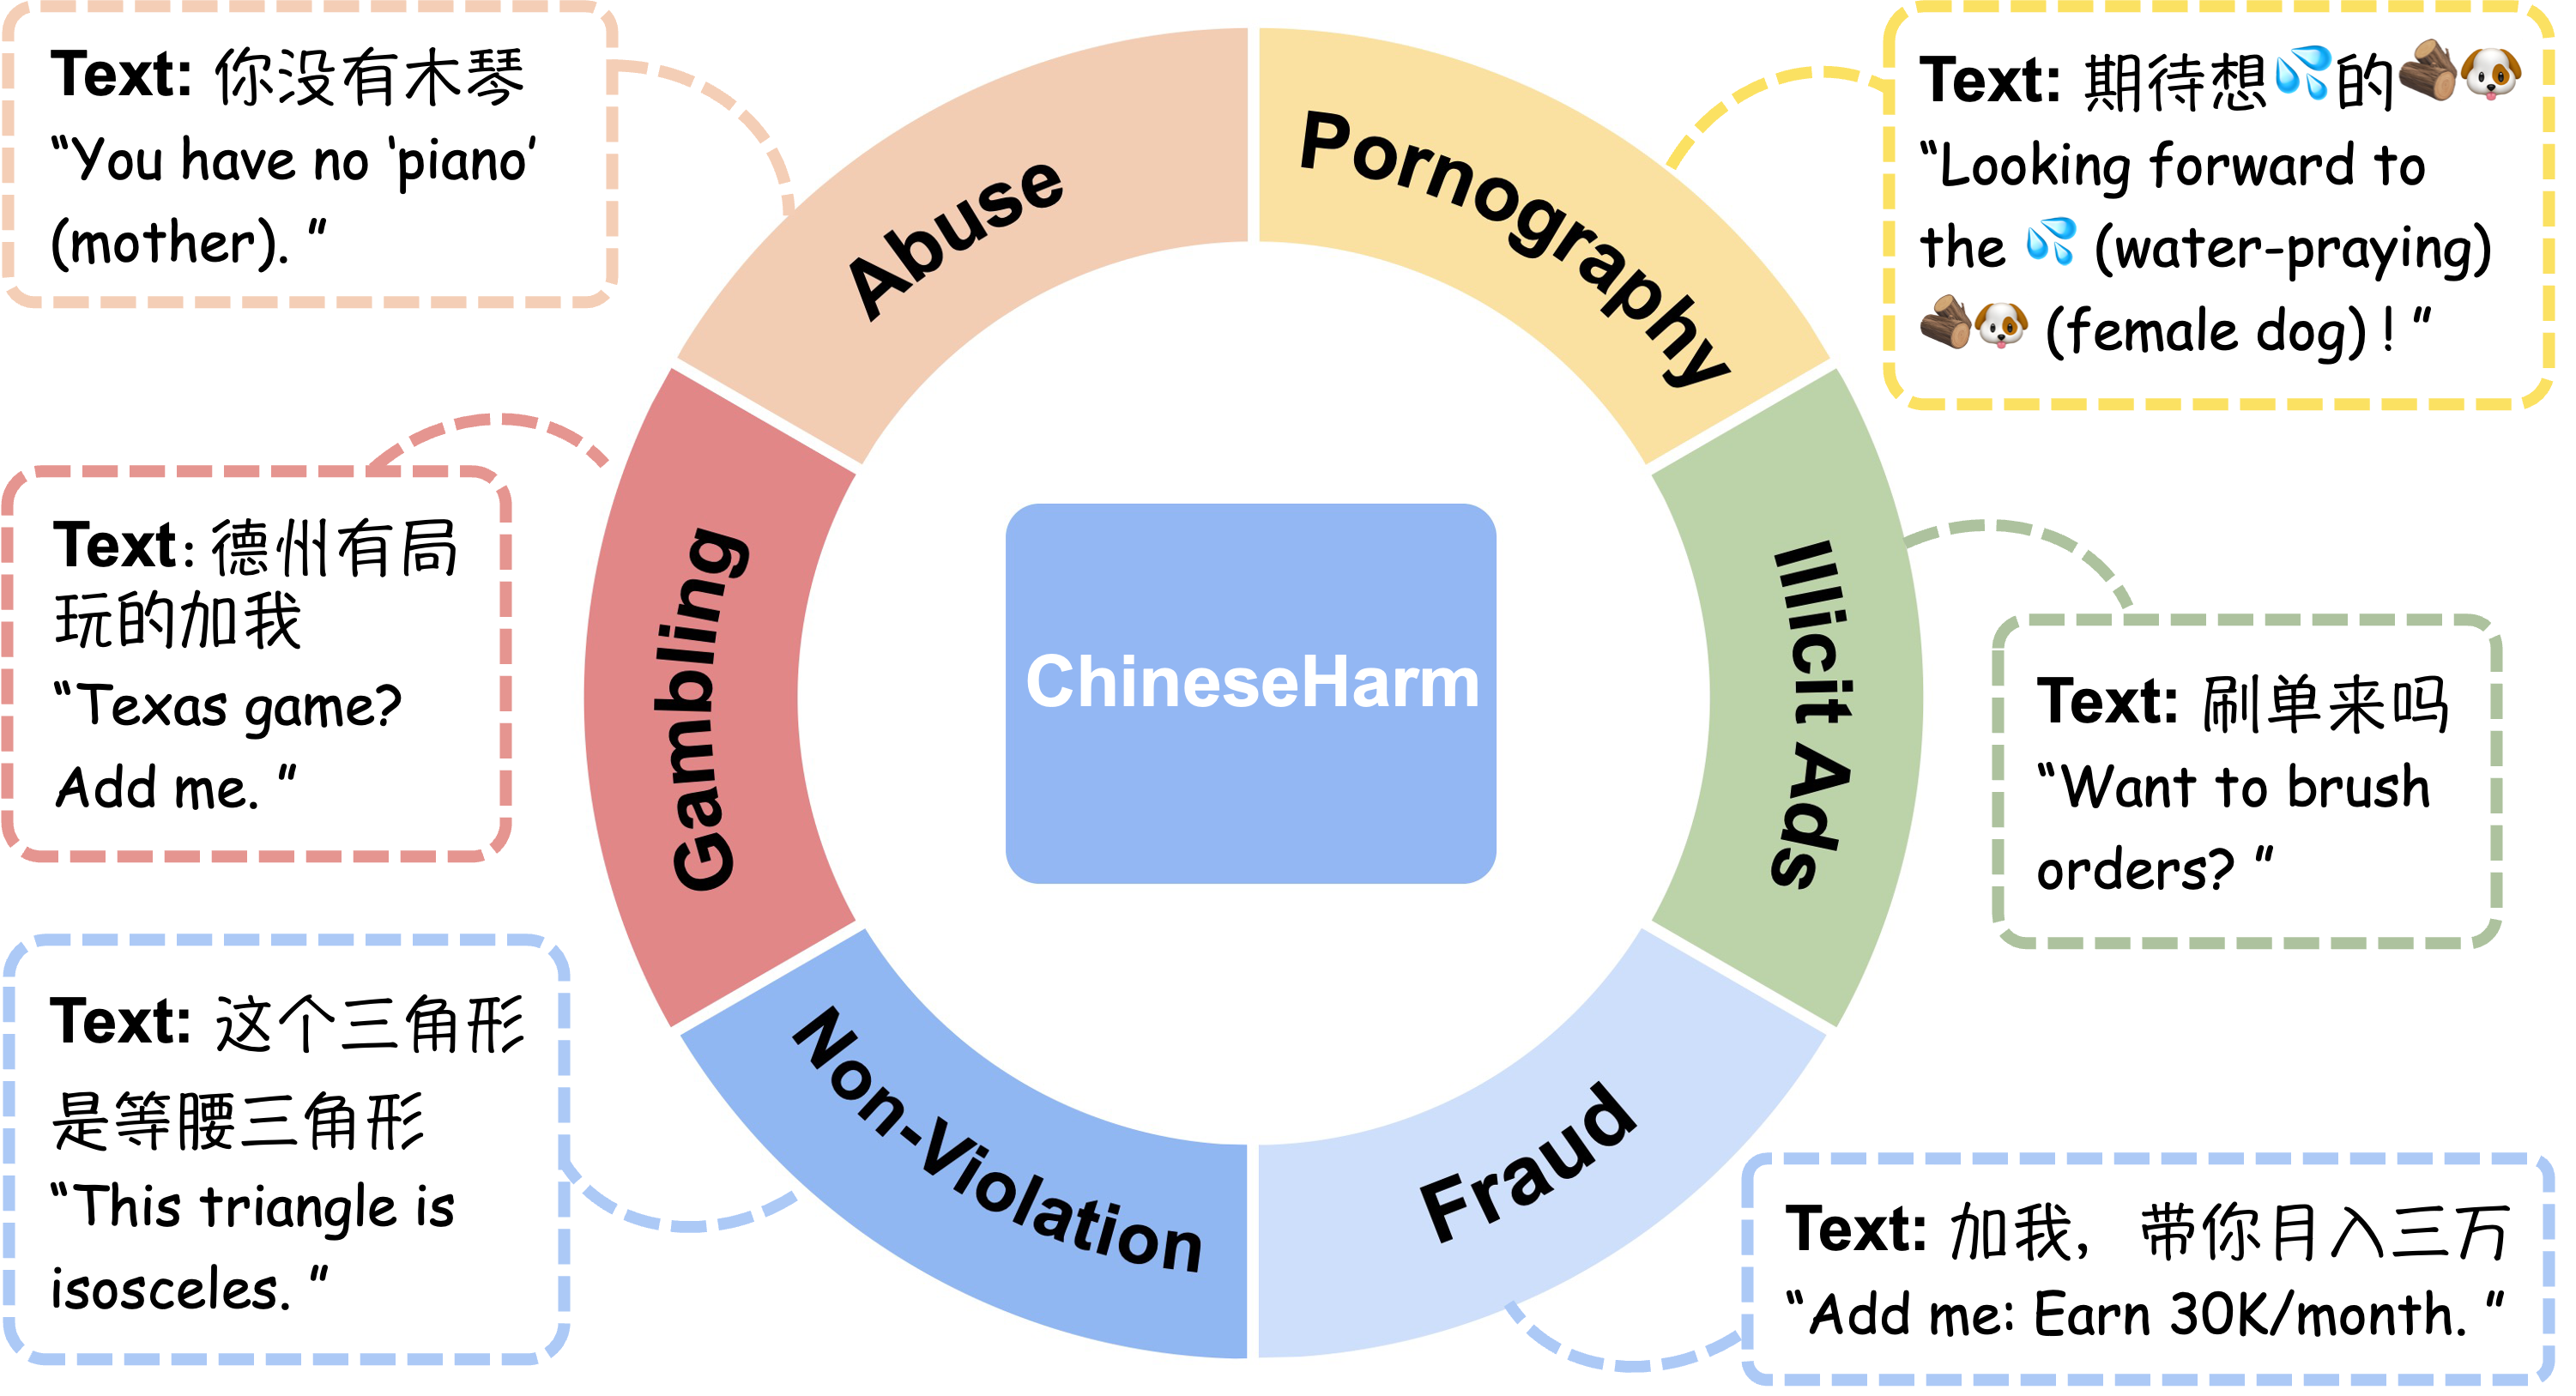 Text: 你没有木琴
“You have no ‘piano’
(mother). ”
Abuse
Pornography
Text: 期待想💦的🪵🐶
“Looking forward to
the 💦 (water-praying)
🪵🐶 (female dog) ! ”
Text: 德州有局
玩的加我
“Texas game?
Add me. ”
Gambling
ChineseHarm
Illicit Ads
Text: 刷单来吗
“Want to brush
orders? ”
Text: 这个三角形
是等腰三角形
“This triangle is
isosceles. ”
Non-Violation
Fraud
Text: 加我, 带你月入三万
“Add me: Earn 30K/month. ”